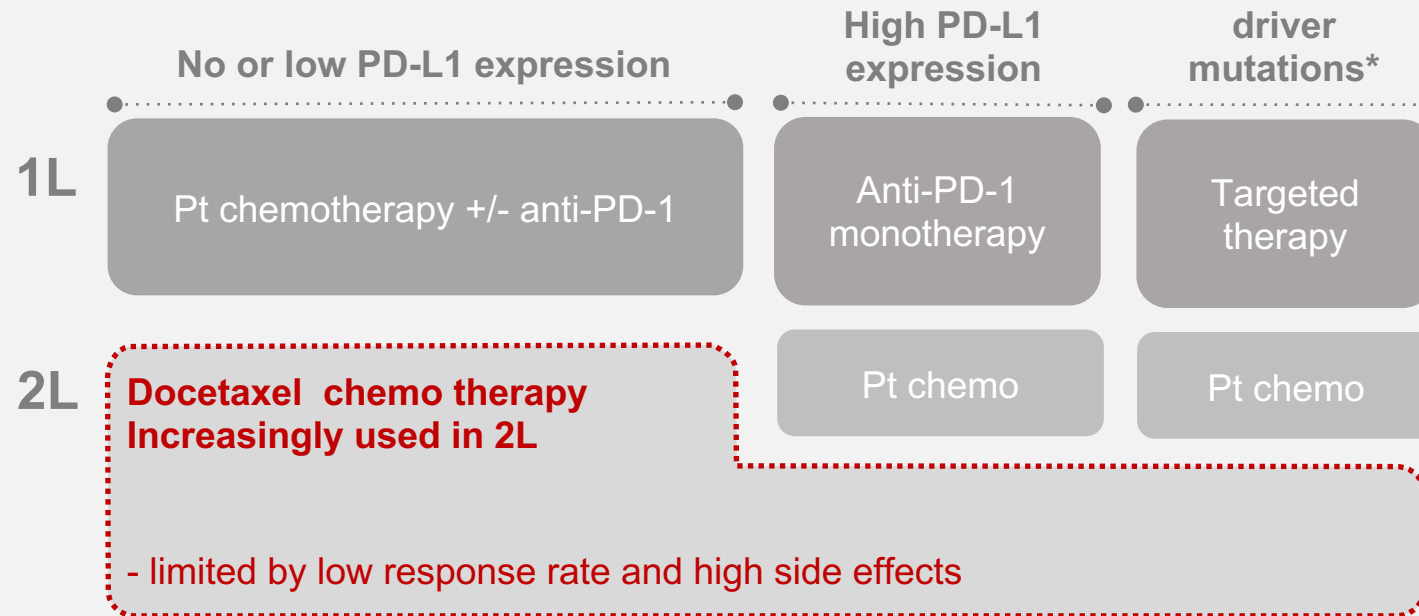 No or low PD-L1 expression
High PD-L1
expression
driver
mutations*
1L
Pt chemotherapy +/- anti-PD-1
Anti-PD-1
monotherapy
Targeted
therapy
2L
Docetaxel  chemo therapy
Increasingly used in 2L
Pt chemo
Pt chemo
- limited by low response rate and high side effects